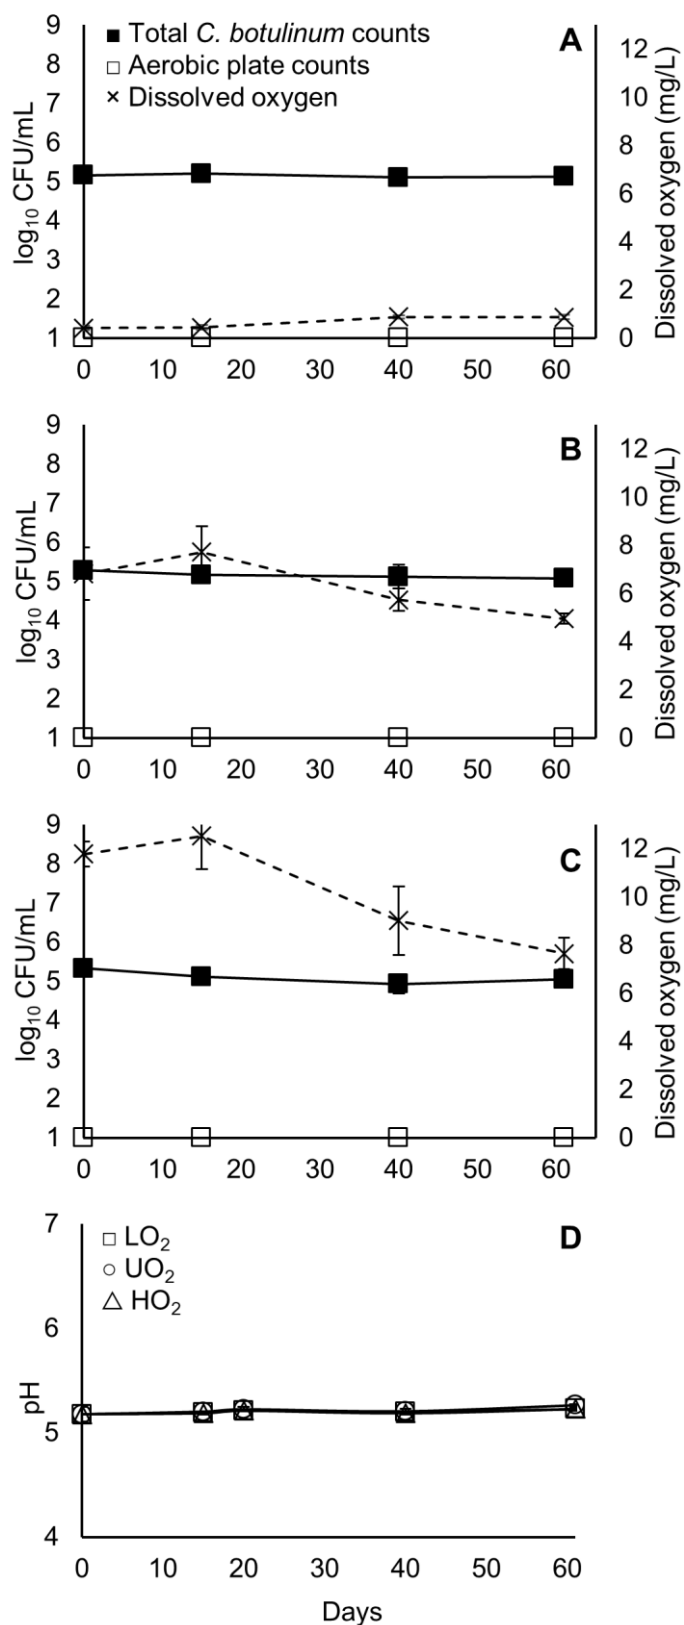 9
8
7
6
5
4
3
2
1
■ Total C. botulinum counts
□ Aerobic plate counts
× Dissolved oxygen
A
12
10
8
6
4
2
0
log₁₀ CFU/mL
Dissolved oxygen (mg/L)
0 10 20 30 40 50 60
9
8
7
6
5
4
3
2
1
B
12
10
8
6
4
2
0
log₁₀ CFU/mL
Dissolved oxygen (mg/L)
0 10 20 30 40 50 60
9
8
7
6
5
4
3
2
1
C
12
10
8
6
4
2
0
log₁₀ CFU/mL
Dissolved oxygen (mg/L)
0 10 20 30 40 50 60
7
6
5
4
□ LO₂
○ UO₂
△ HO₂
D
pH
0 10 20 30 40 50 60
Days